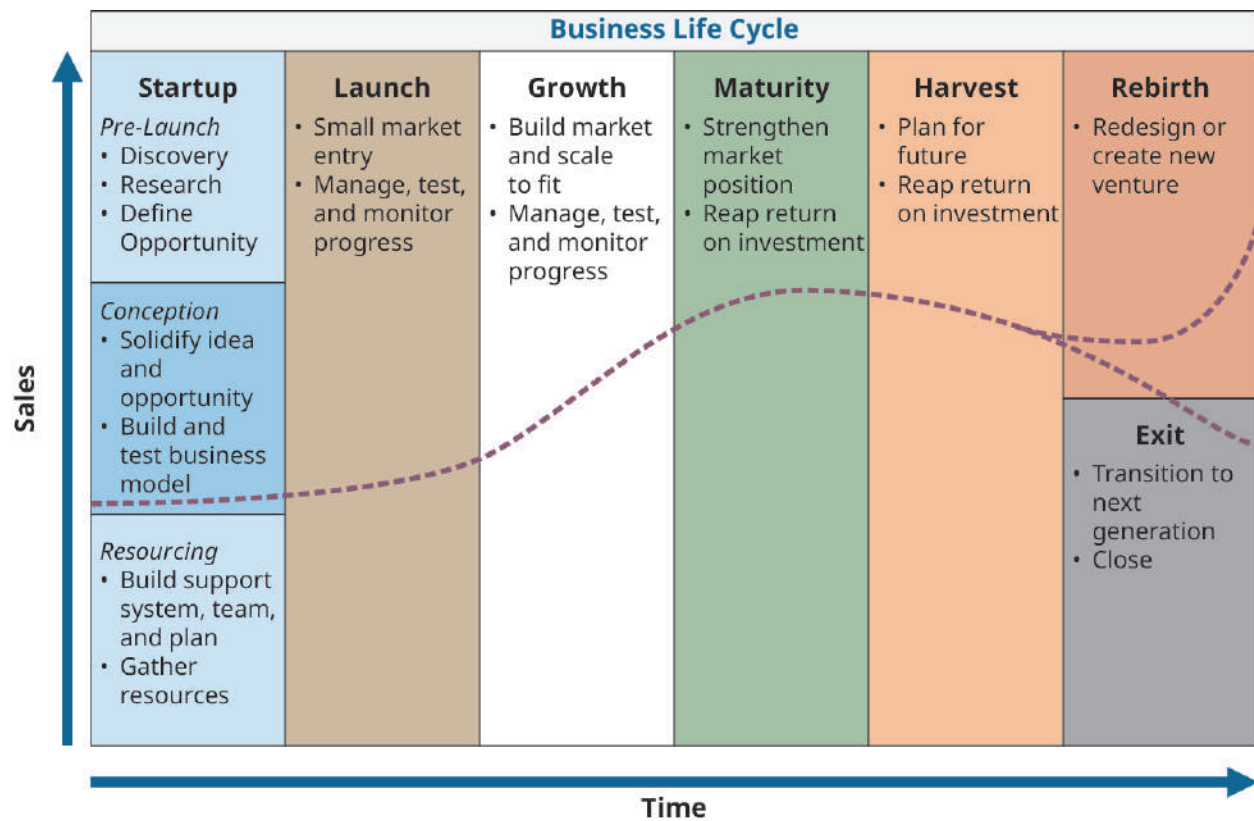 Business Life Cycle
Sales
Startup
Pre-Launch
• Discovery
• Research
• Define
Opportunity
Conception
• Solidify idea
and
opportunity
• Build and
test business
model
Resourcing
• Build support
system, team,
and plan
• Gather
resources
Launch
• Small market
entry
• Manage, test,
and monitor
progress
Growth
• Build market
and scale
to fit
• Manage, test,
and monitor
progress
Maturity
• Strengthen
market
position
• Reap return
on investment
Harvest
• Plan for
future
• Reap return
on investment
Rebirth
• Redesign or
create new
venture
Exit
• Transition to
next
generation
• Close
Time